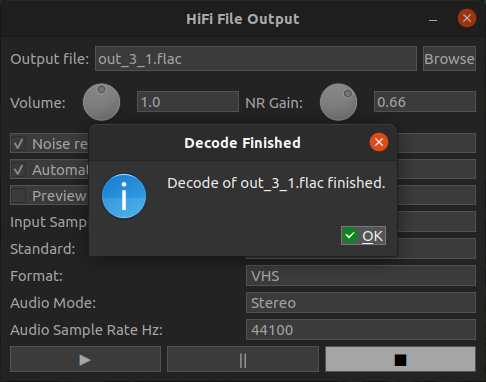 HiFi File Output
Output file: out_3_1.flac Browse
Volume: 1.0 NR Gain: 0.66
Decode Finished
Noise re
Automat
Decode of out_3_1.flac finished.
Preview
Input Samp
OK
Standard:
Format: VHS
Audio Mode: Stereo
Audio Sample Rate Hz: 44100